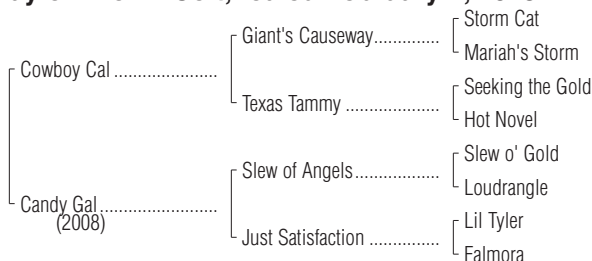 Storm Cat
Giant's Causeway..............
Mariah's Storm
Cowboy Cal ......................
Seeking the Gold
Texas Tammy ....................
Hot Novel
Slew o' Gold
Slew of Angels..................
Loudrangle
Candy Gal.........................
(2008)
Lil Tyler
Just Satisfaction ...............
Falmora